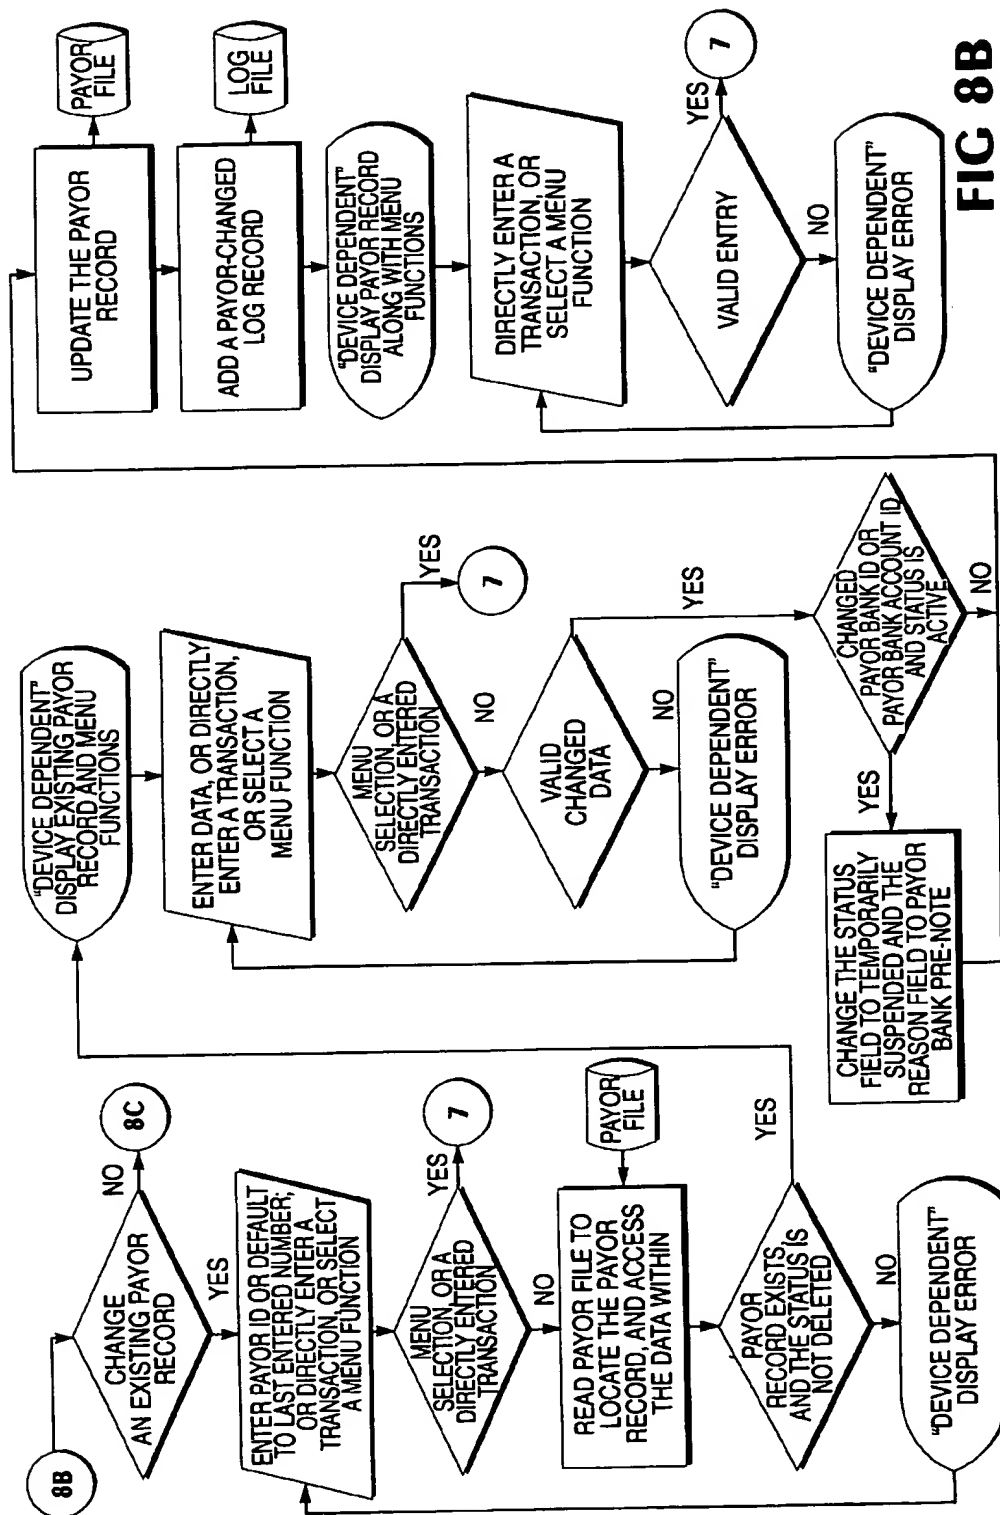 8B
CHANGE
AN EXISTING PAYOR
RECORD
NO
8C
YES
ENTER PAYOR ID OR DEFAULT
TO LAST ENTERED NUMBER;
OR DIRECTLY ENTER A
TRANSACTION, OR SELECT
A MENU FUNCTION
MENU
SELECTION, OR A
DIRECTLY ENTERED
TRANSACTION
YES
7
NO
READ PAYOR FILE TO
LOCATE THE PAYOR
RECORD, AND ACCESS
THE DATA WITHIN
PAYOR
FILE
PAYOR
RECORD EXISTS,
AND THE STATUS IS
NOT DELETED
YES
NO
"DEVICE DEPENDENT"
DISPLAY ERROR
"DEVICE DEPENDENT"
DISPLAY EXISTING PAYOR
RECORD AND MENU
FUNCTIONS
ENTER DATA, OR DIRECTLY
ENTER A TRANSACTION,
OR SELECT A
MENU FUNCTION
MENU
SELECTION, OR A
DIRECTLY ENTERED
TRANSACTION
YES
7
NO
VALID
CHANGED
DATA
YES
NO
"DEVICE DEPENDENT"
DISPLAY ERROR
CHANGED
PAYOR BANK ID OR
PAYOR BANK ACCOUNT ID,
AND STATUS IS
ACTIVE
NO
YES
CHANGE THE STATUS
FIELD TO TEMPORARILY
SUSPENDED AND THE
REASON FIELD TO PAYOR
BANK PRE-NOTE
UPDATE THE PAYOR
RECORD
PAYOR
FILE
ADD A PAYOR-CHANGED
LOG RECORD
LOG
FILE
"DEVICE DEPENDENT"
DISPLAY PAYOR RECORD
ALONG WITH MENU
FUNCTIONS
DIRECTLY ENTER A
TRANSACTION, OR
SELECT A MENU
FUNCTION
VALID ENTRY
YES
7
NO
"DEVICE DEPENDENT"
DISPLAY ERROR
FIG 8B